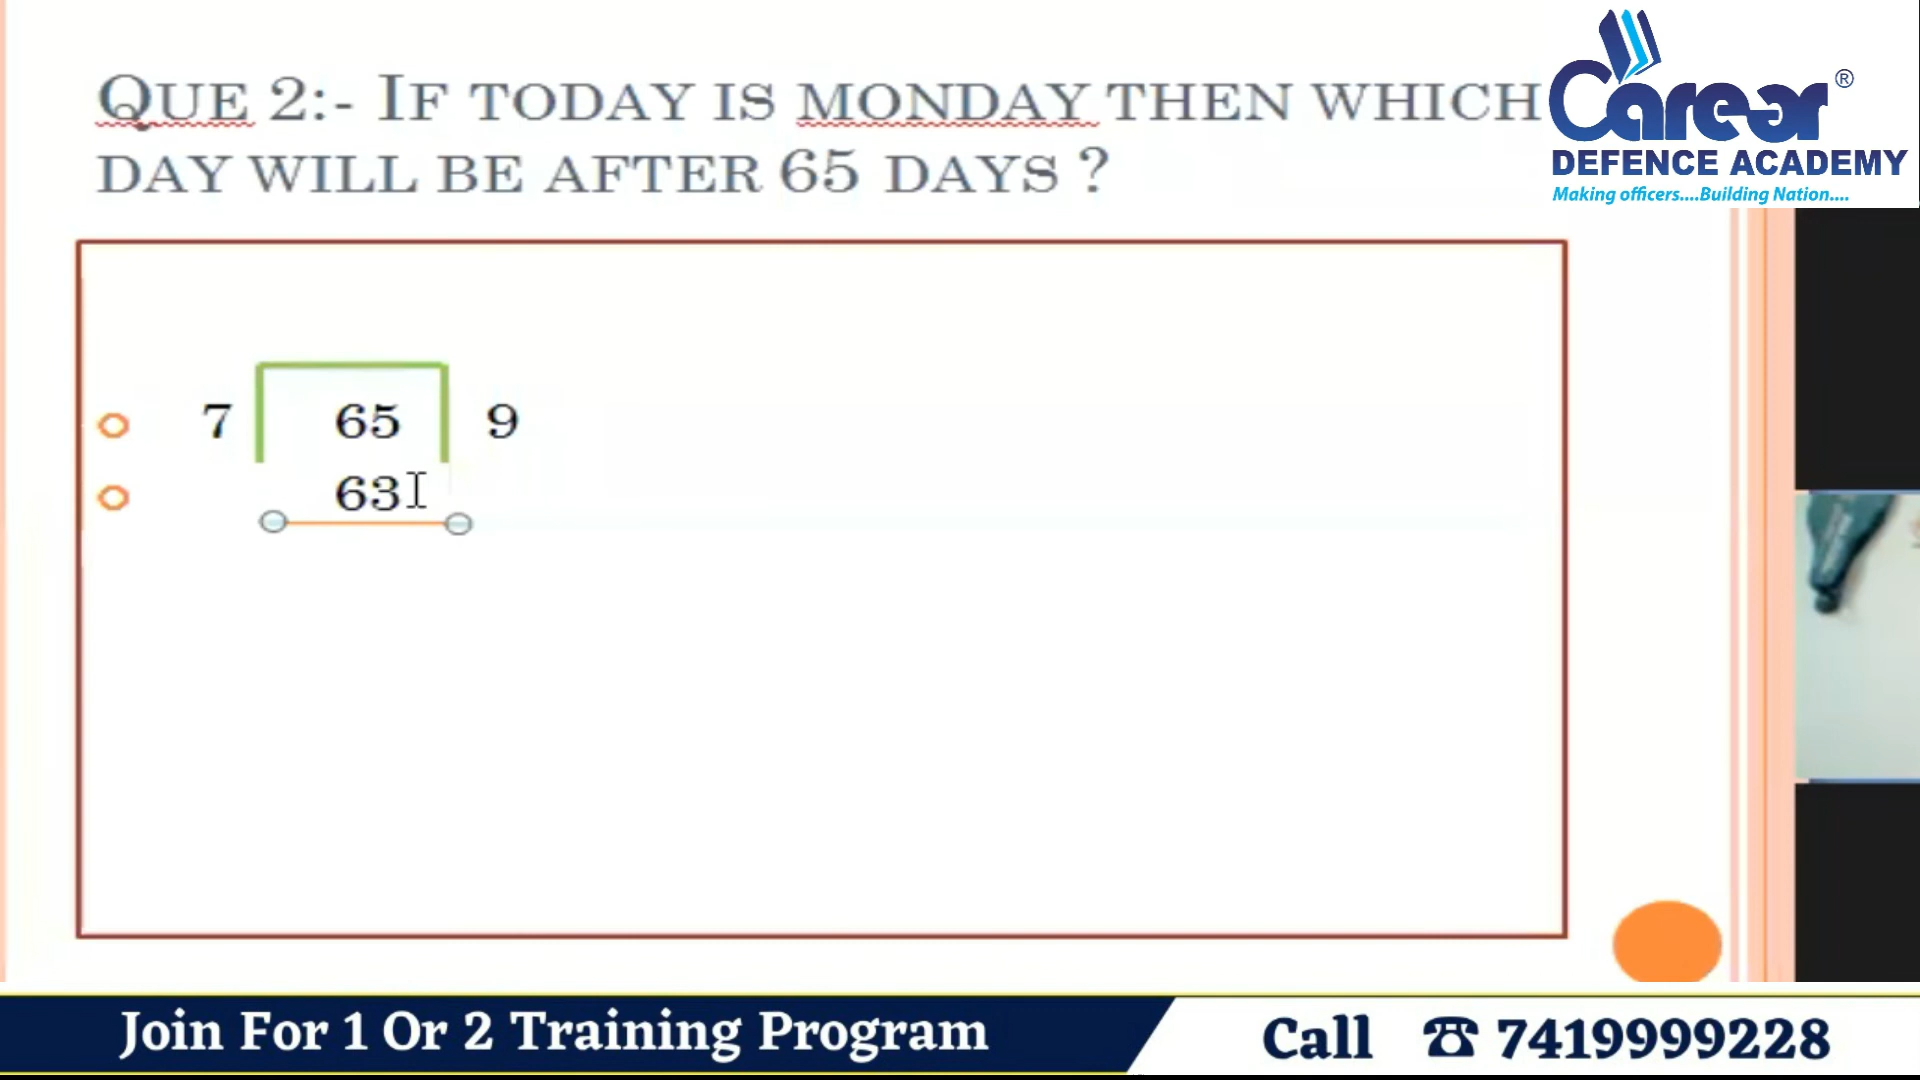 QUE 2:- IF TODAY IS MONDAY THEN WHICH
DAY WILL BE AFTER 65 DAYS ?
Career ®
DEFENCE ACADEMY
Making officers....Building Nation....
7 65 9
63
Join For 1 Or 2 Training Program
Call ☎ 7419999228